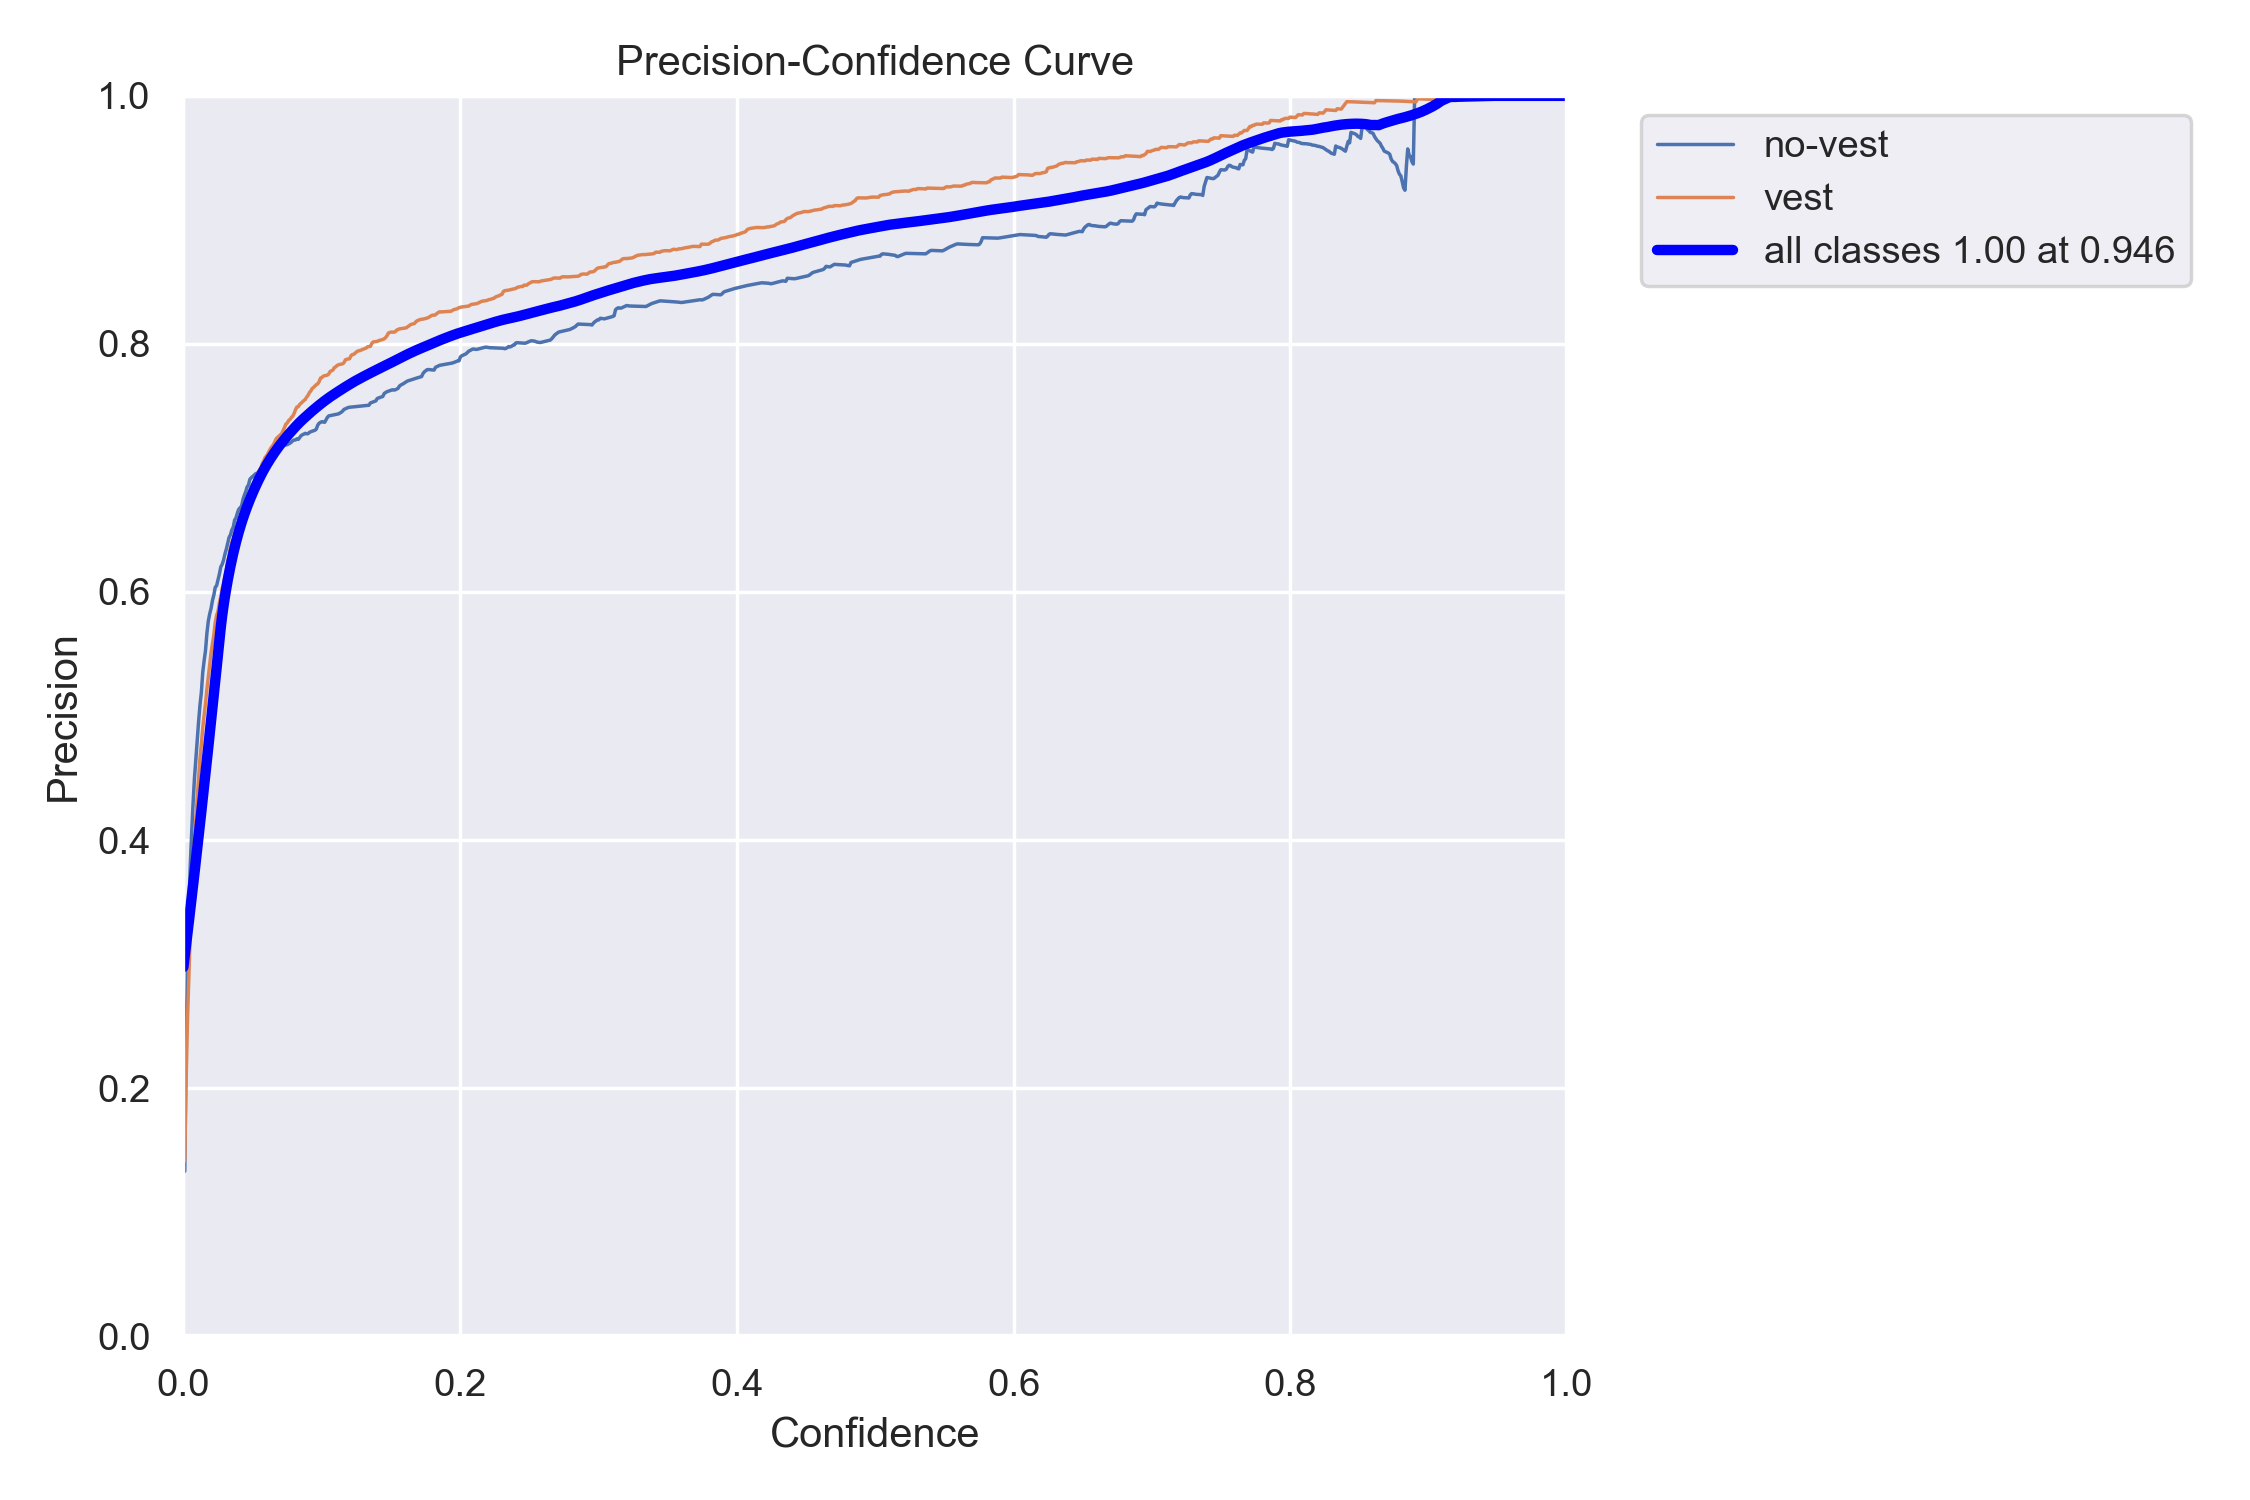 Precision-Confidence Curve
1.0
0.8
0.6
0.4
0.2
0.0
Precision
0.0 0.2 0.4 0.6 0.8 1.0
Confidence
no-vest
vest
all classes 1.00 at 0.946